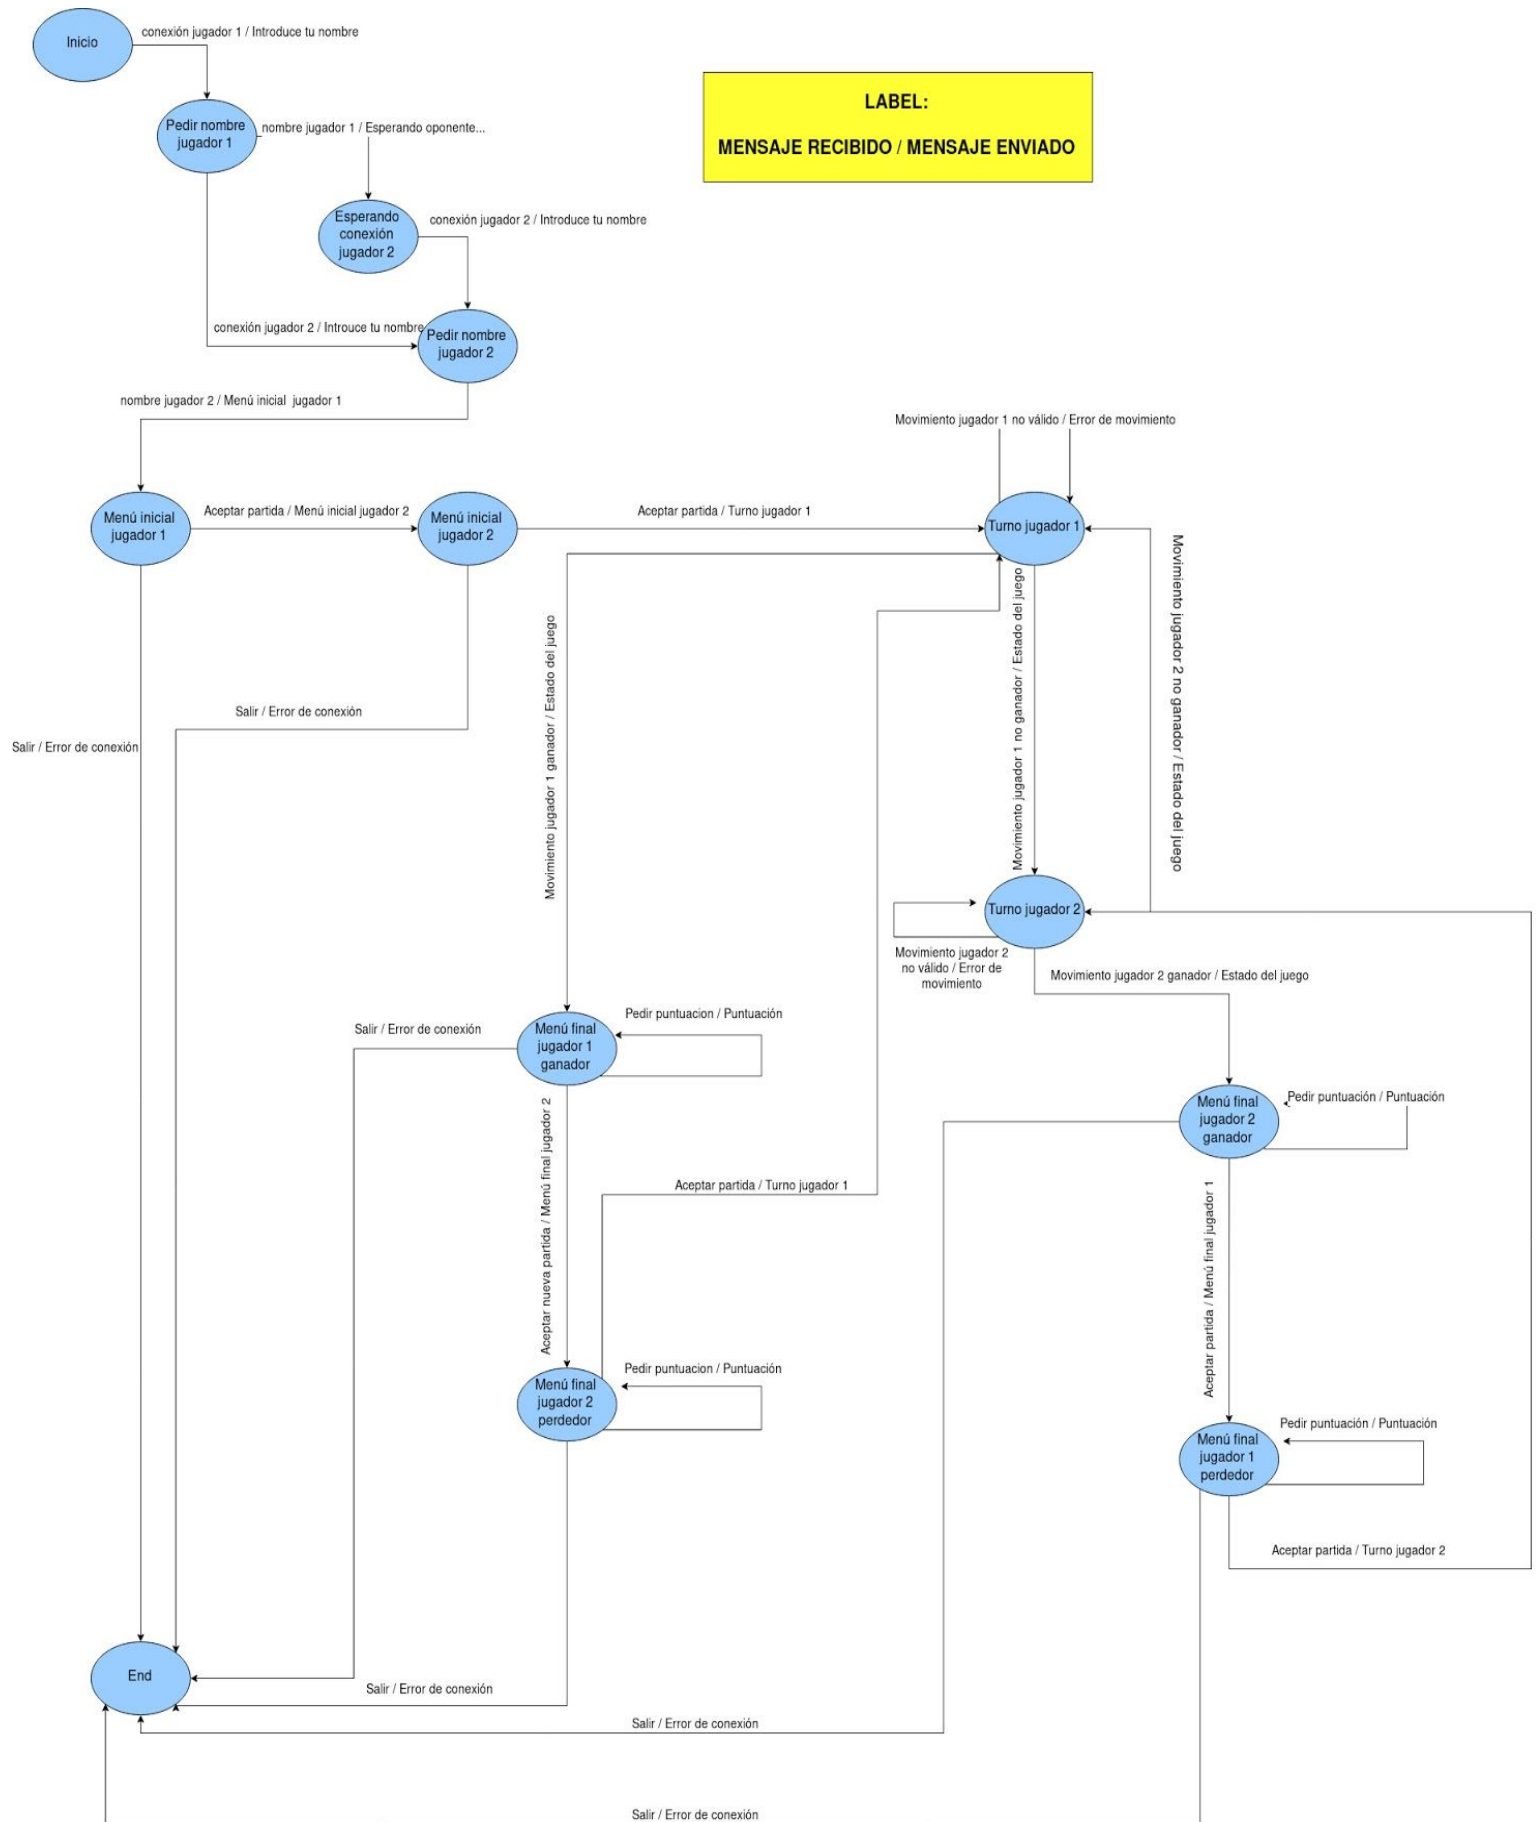 Inicio
conexión jugador 1 / Introduce tu nombre
LABEL:
MENSAJE RECIBIDO / MENSAJE ENVIADO
Pedir nombre
jugador 1
nombre jugador 1 / Esperando oponente...
Esperando
conexión
jugador 2
conexión jugador 2 / Introduce tu nombre
conexión jugador 2 / Introuce tu nombre
Pedir nombre
jugador 2
nombre jugador 2 / Menú inicial jugador 1
Movimiento jugador 1 no válido / Error de movimiento
Menú inicial
jugador 1
Aceptar partida / Menú inicial jugador 2
Menú inicial
jugador 2
Aceptar partida / Turno jugador 1
Turno jugador 1
Movimiento jugador 1 ganador / Estado del juego
Movimiento jugador 1 no ganador / Estado del juego
Movimiento jugador 2 no ganador / Estado del juego
Salir / Error de conexión
Salir / Error de conexión
Turno jugador 2
Movimiento jugador 2
no válido / Error de
movimiento
Movimiento jugador 2 ganador / Estado del juego
Salir / Error de conexión
Menú final
jugador 1
ganador
Pedir puntuacion / Puntuación
Menú final
jugador 2
ganador
Pedir puntuación / Puntuación
Aceptar nueva partida / Menú final jugador 2
Aceptar partida / Turno jugador 1
Aceptar partida / Menú final jugador 1
Menú final
jugador 2
perdedor
Pedir puntuacion / Puntuación
Menú final
jugador 1
perdedor
Pedir puntuación / Puntuación
Aceptar partida / Turno jugador 2
End
Salir / Error de conexión
Salir / Error de conexión
Salir / Error de conexión